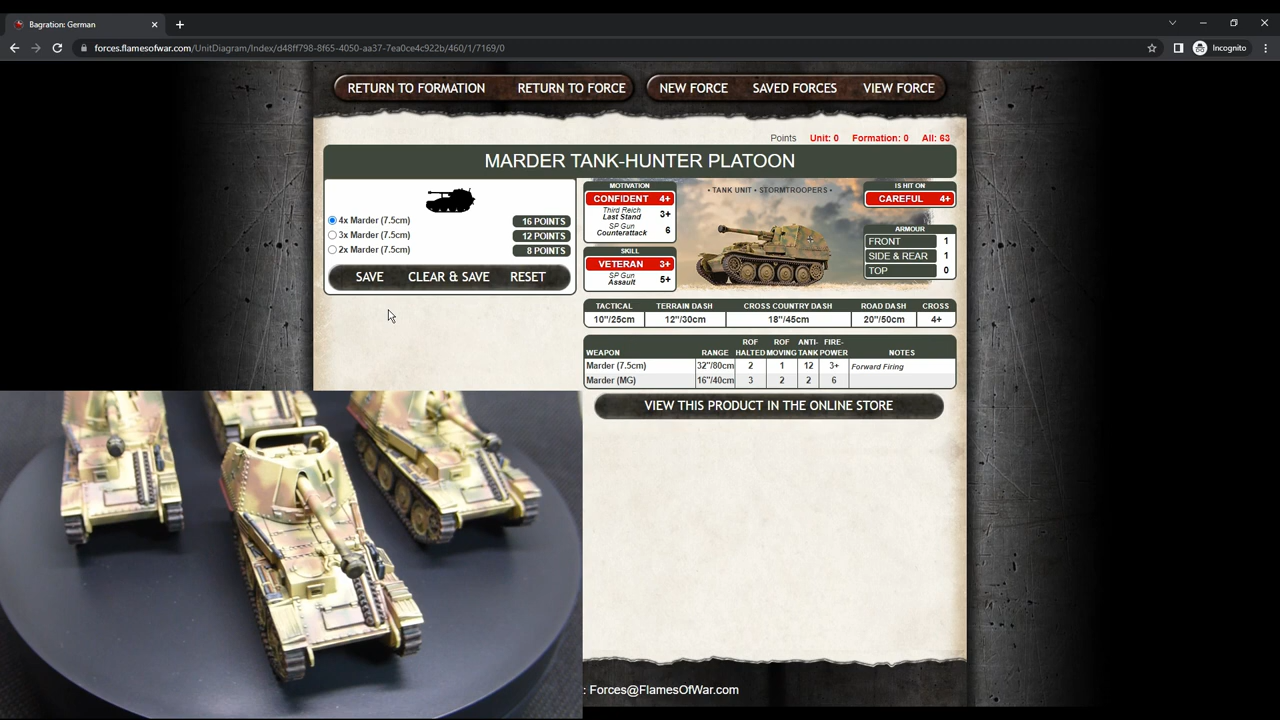 Bagration: German
forces.flamesofwar.com/UnitDiagram/Index/d48ff798-8f65-4050-aa37-7ea0ce4c922b/460/1/7169/0
Incognito
RETURN TO FORMATION RETURN TO FORCE NEW FORCE SAVED FORCES VIEW FORCE
Points Unit: 0 Formation: 0 All: 63
MARDER TANK-HUNTER PLATOON
4x Marder (7.5cm) 16 POINTS
3x Marder (7.5cm) 12 POINTS
2x Marder (7.5cm) 8 POINTS
SAVE CLEAR & SAVE RESET
MOTIVATION
CONFIDENT 4+
Third Reich
Last Stand 3+
SP Gun
Counterattack 6
SKILL
VETERAN 3+
SP Gun
Assault 5+
• TANK UNIT • STORMTROOPERS •
IS HIT ON
CAREFUL 4+
ARMOUR
FRONT 1
SIDE & REAR 1
TOP 0
TACTICAL TERRAIN DASH CROSS COUNTRY DASH ROAD DASH CROSS
10"/25cm 12"/30cm 18"/45cm 20"/50cm 4+
WEAPON RANGE ROF HALTED ROF MOVING ANTI-TANK FIRE-POWER NOTES
Marder (7.5cm) 32"/80cm 2 1 12 3+ Forward Firing
Marder (MG) 16"/40cm 3 2 2 6
VIEW THIS PRODUCT IN THE ONLINE STORE
: Forces@FlamesOfWar.com